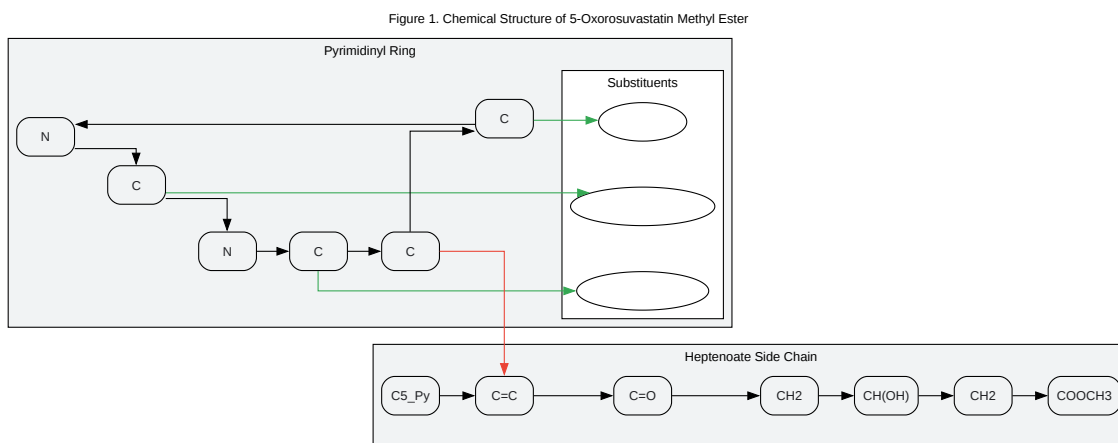 Figure 1. Chemical Structure of 5-Oxorosuvastatin Methyl Ester
Pyrimidinyl Ring
Substituents
C
N
C
N
C
C
Heptenoate Side Chain
C5_Py
C=C
C=O
CH2
CH(OH)
CH2
COOCH3